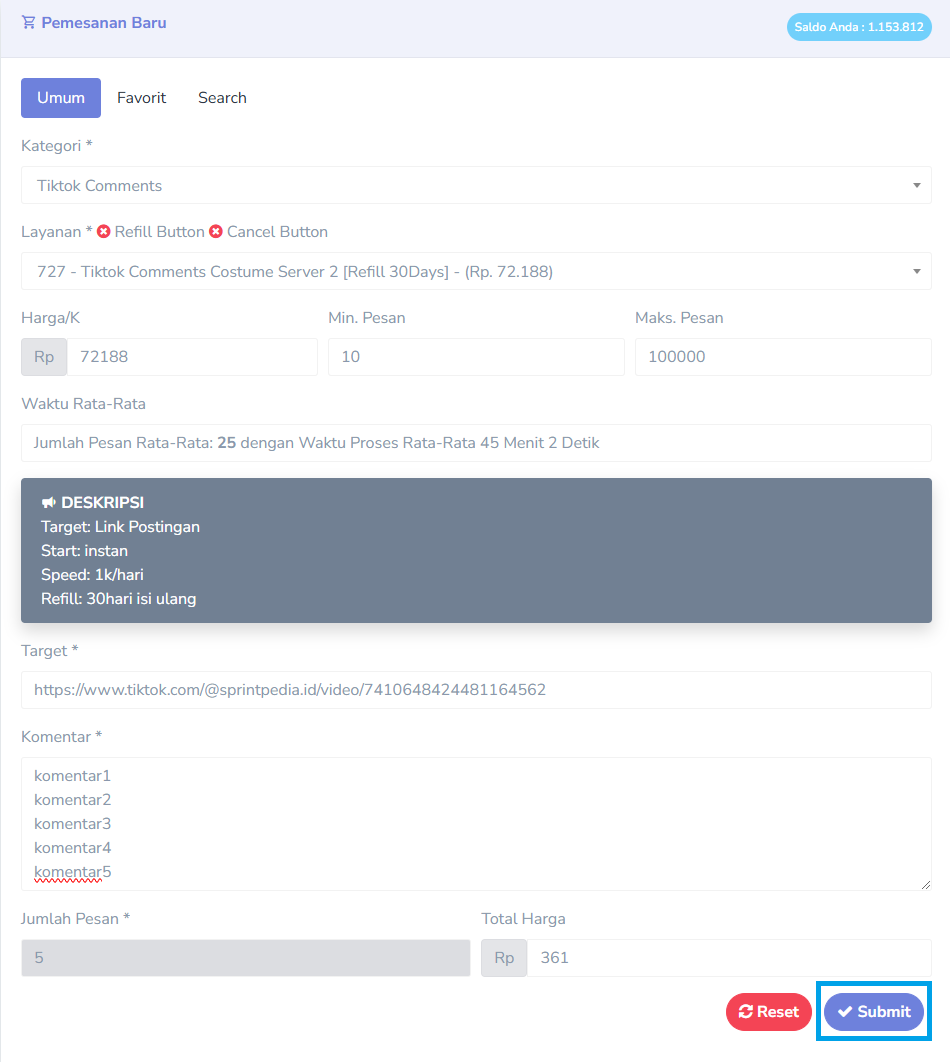 Pemesanan Baru
Saldo Anda : 1.153.812
Umum Favorit Search
Kategori *
Tiktok Comments
Layanan * Refill Button Cancel Button
727 - Tiktok Comments Costume Server 2 [Refill 30Days] - (Rp. 72.188)
Harga/K Min. Pesan Maks. Pesan
Rp 72188 10 100000
Waktu Rata-Rata
Jumlah Pesan Rata-Rata: 25 dengan Waktu Proses Rata-Rata 45 Menit 2 Detik
DESKRIPSI
Target: Link Postingan
Start: instan
Speed: 1k/hari
Refill: 30hari isi ulang
Target *
https://www.tiktok.com/@sprintpedia.id/video/7410648424481164562
Komentar *
komentar1
komentar2
komentar3
komentar4
komentar5
Jumlah Pesan * Total Harga
5 Rp 361
Reset Submit